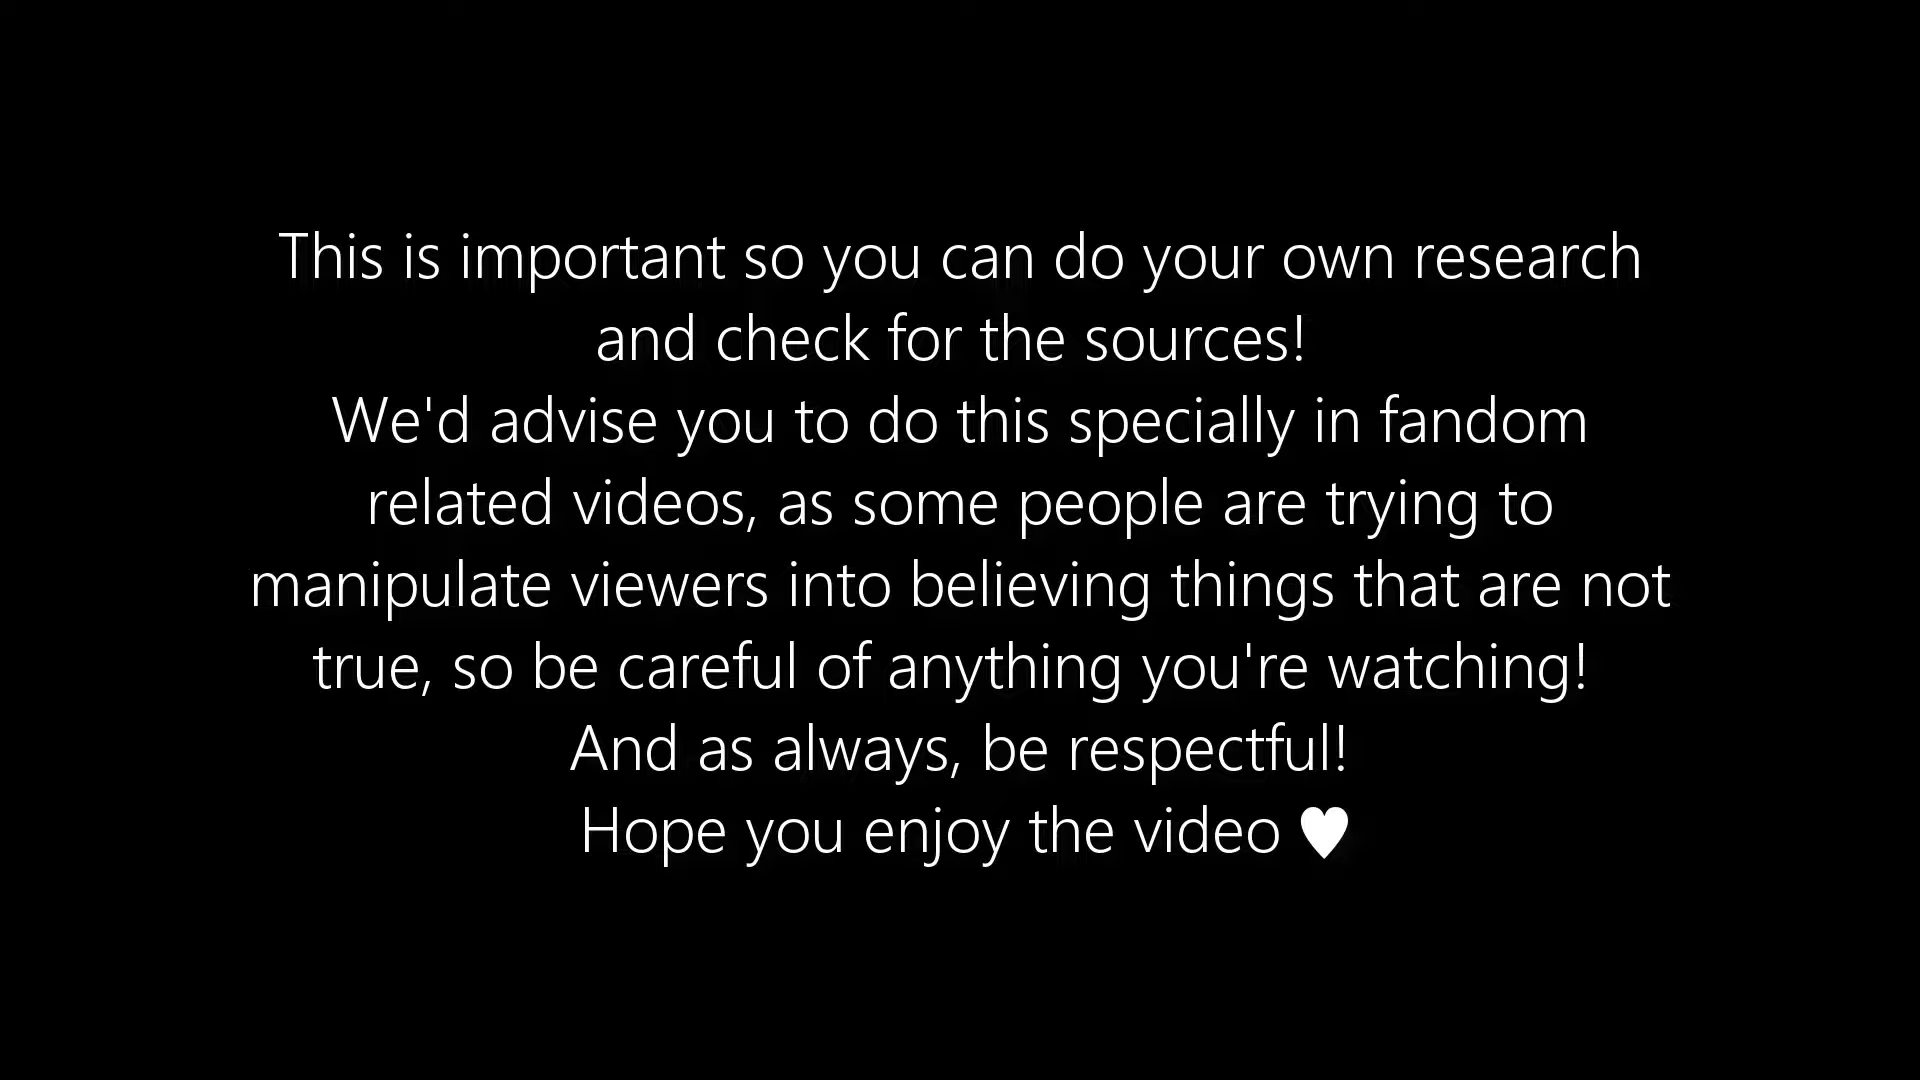 This is important so you can do your own research
and check for the sources!
We'd advise you to do this specially in fandom
related videos, as some people are trying to
manipulate viewers into believing things that are not
true, so be careful of anything you're watching!
And as always, be respectful!
Hope you enjoy the video ♥